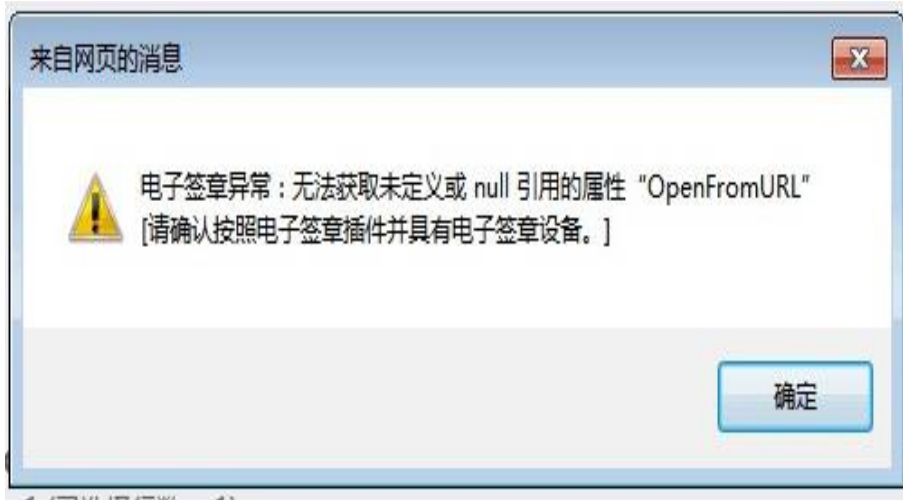 来自网页的消息
电子签章异常：无法获取未定义或 null 引用的属性“OpenFromURL”
[请确认按照电子签章插件并具有电子签章设备。]
确定